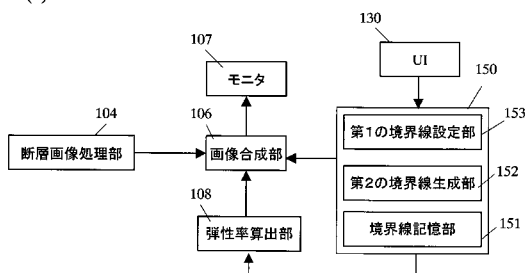 130
107
UI
150
モニタ
104
106
153
第1の境界線設定部
断層画像処理部
画像合成部
152
第2の境界線生成部
108
151
弾性率算出部
境界線記憶部